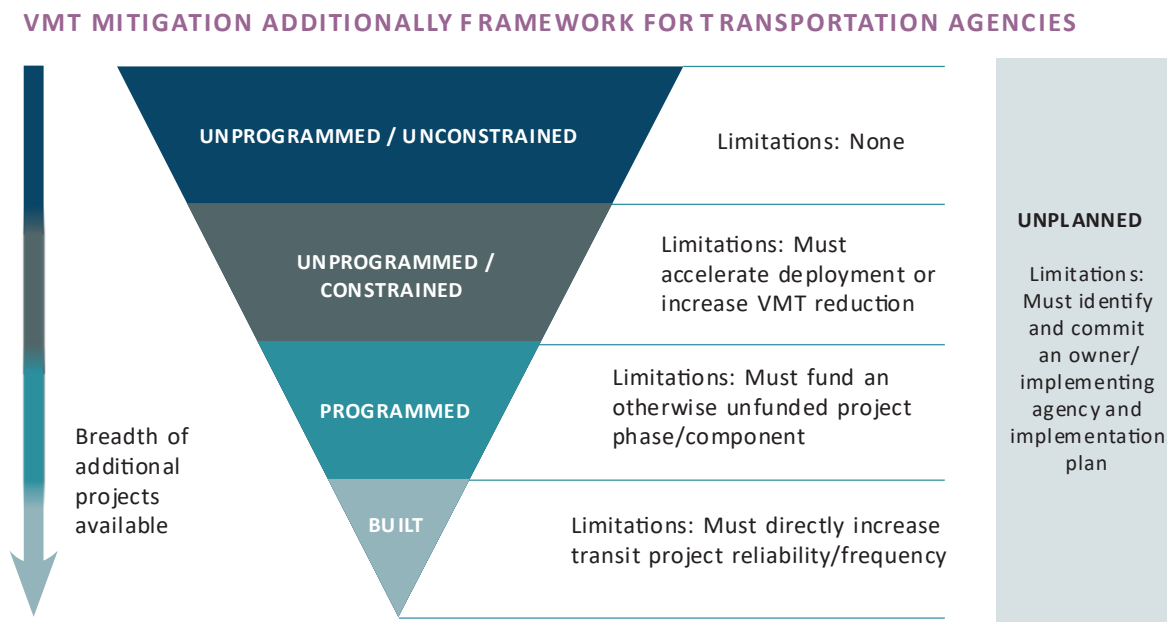 VMT MITIGATION ADDITIONALLY FRAMEWORK FOR TRANSPORTATION AGENCIES
UNPROGRAMMED / UNCONSTRAINED
Limitations: None
UNPROGRAMMED /
CONSTRAINED
Limitations: Must
accelerate deployment or
increase VMT reduction
PROGRAMMED
Limitations: Must fund an
otherwise unfunded project
phase/component
BUILT
Limitations: Must directly increase
transit project reliability/frequency
Breadth of
additional
projects
available
UNPLANNED
Limitations:
Must identify
and commit
an owner/
implementing
agency and
implementation
plan